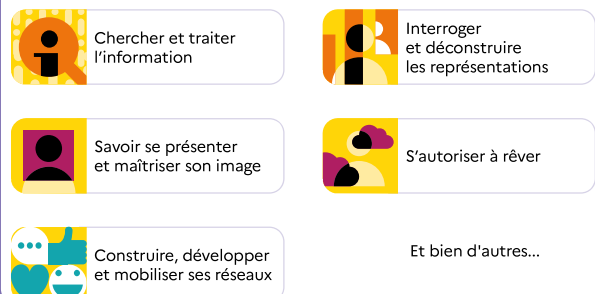 Chercher et traiter
l'information
Interroger
et déconstruire
les représentations
Savoir se présenter
et maîtriser son image
S'autoriser à rêver
Construire, développer
et mobiliser ses réseaux
Et bien d'autres...